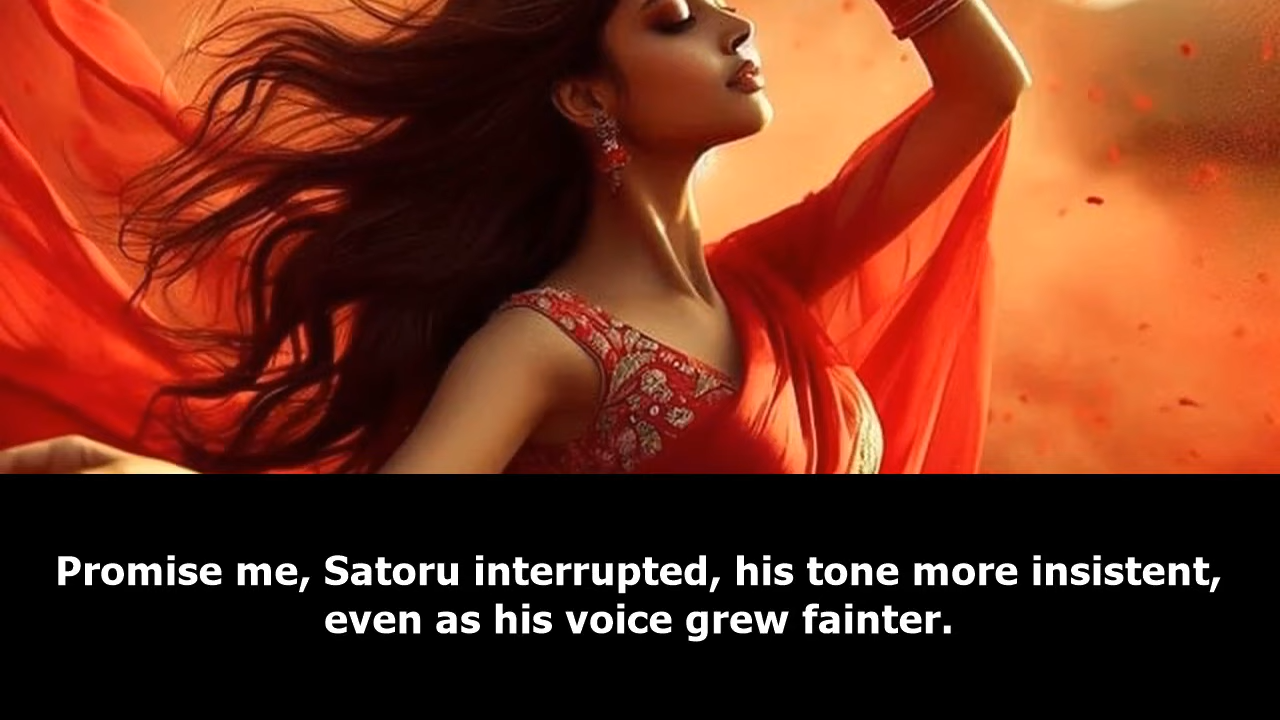 Promise me, Satoru interrupted, his tone more insistent,
even as his voice grew fainter.